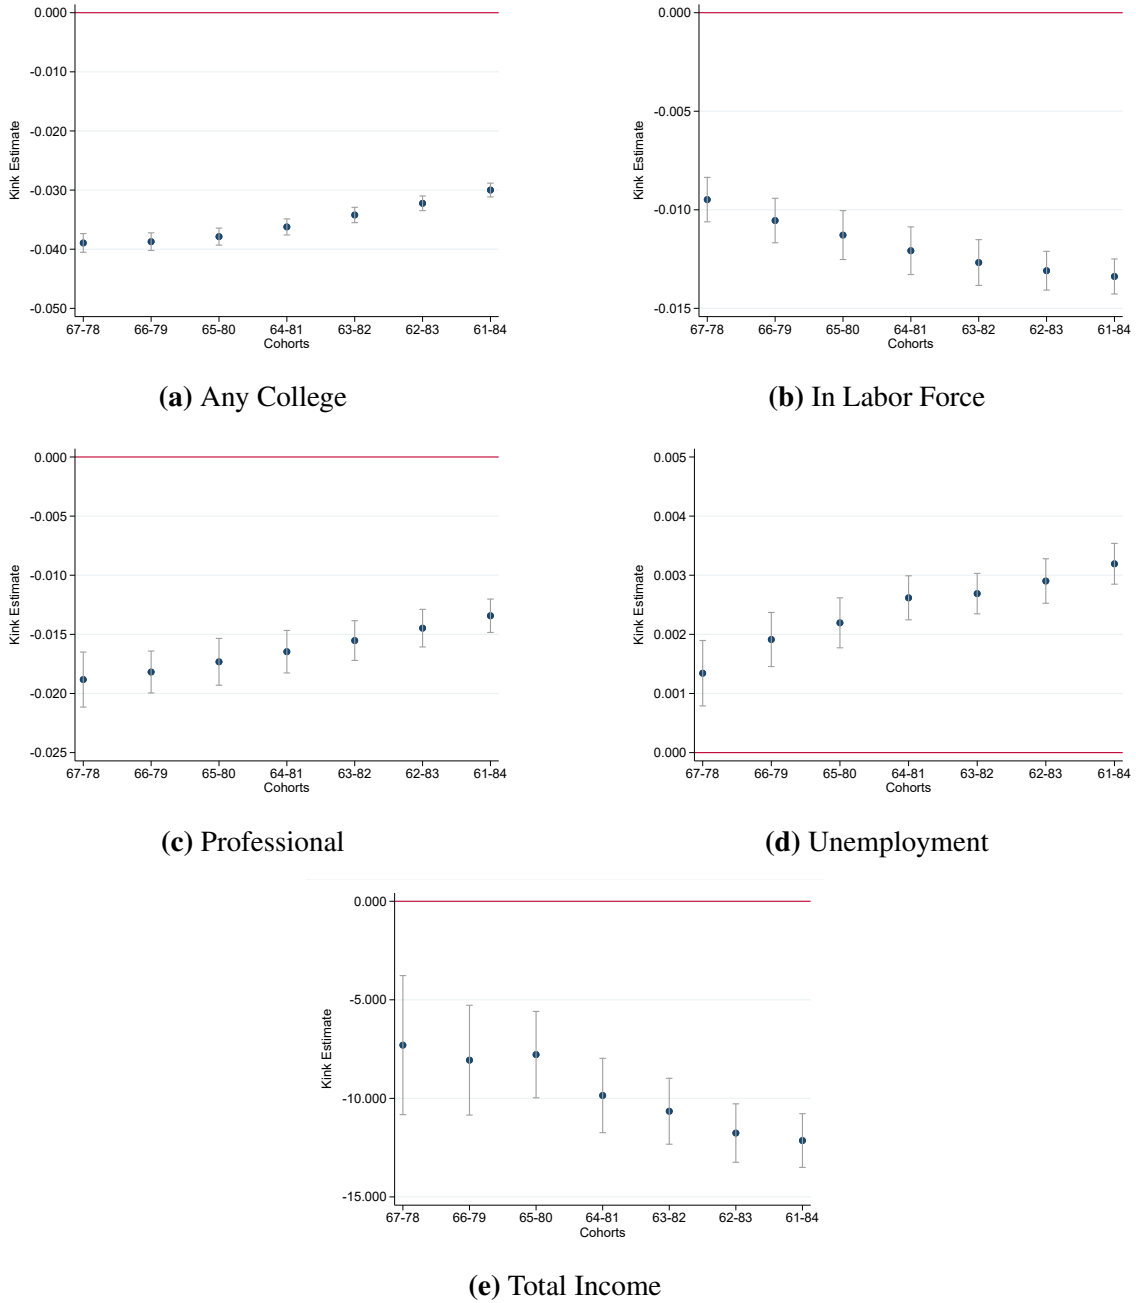 0.000
-0.010
-0.020
-0.030
-0.040
-0.050
Kink Estimate
67-78 66-79 65-80 64-81 63-82 62-83 61-84
Cohorts
(a) Any College
0.000
-0.005
-0.010
-0.015
Kink Estimate
67-78 66-79 65-80 64-81 63-82 62-83 61-84
Cohorts
(b) In Labor Force
0.000
-0.005
-0.010
-0.015
-0.020
-0.025
Kink Estimate
67-78 66-79 65-80 64-81 63-82 62-83 61-84
Cohorts
(c) Professional
0.005
0.004
0.003
0.002
0.001
0.000
Kink Estimate
67-78 66-79 65-80 64-81 63-82 62-83 61-84
Cohorts
(d) Unemployment
0.000
-5.000
-10.000
-15.000
Kink Estimate
67-78 66-79 65-80 64-81 63-82 62-83 61-84
Cohorts
(e) Total Income